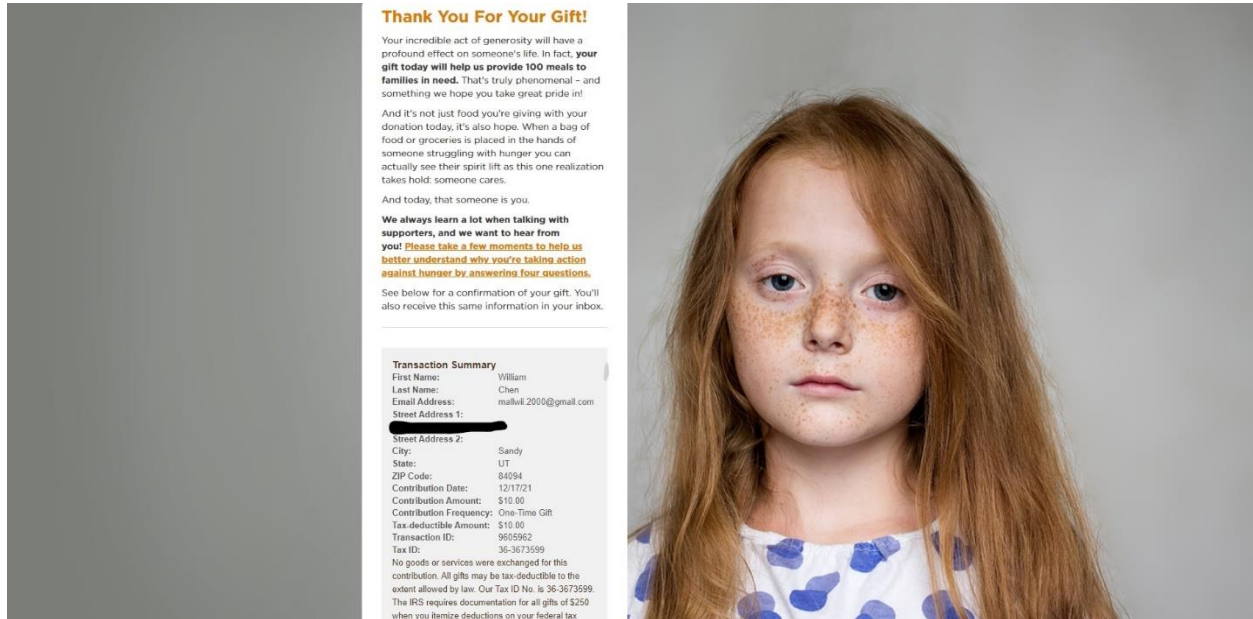 Thank You For Your Gift!
Your incredible act of generosity will have a
profound effect on someone's life. In fact, your
gift today will help us provide 100 meals to
families in need. That's truly phenomenal – and
something we hope you take great pride in!
And it's not just food you're giving with your
donation today, it's also hope. When a bag of
food or groceries is placed in the hands of
someone struggling with hunger you can
actually see their spirit lift as this one realization
takes hold: someone cares.
And today, that someone is you.
We always learn a lot when talking with
supporters, and we want to hear from
you! Please take a few moments to help us
better understand why you're taking action
against hunger by answering four questions.
See below for a confirmation of your gift. You'll
also receive this same information in your inbox.
Transaction Summary
First Name: William
Last Name: Chen
Email Address: mallwii.2000@gmail.com
Street Address 1:
Street Address 2:
City: Sandy
State: UT
ZIP Code: 84094
Contribution Date: 12/17/21
Contribution Amount: $10.00
Contribution Frequency: One-Time Gift
Tax-deductible Amount: $10.00
Transaction ID: 9605962
Tax ID: 36-3673599
No goods or services were exchanged for this
contribution. All gifts may be tax-deductible to the
extent allowed by law. Our Tax ID No. is 36-3673599.
The IRS requires documentation for all gifts of $250
when you itemize deductions on your federal tax